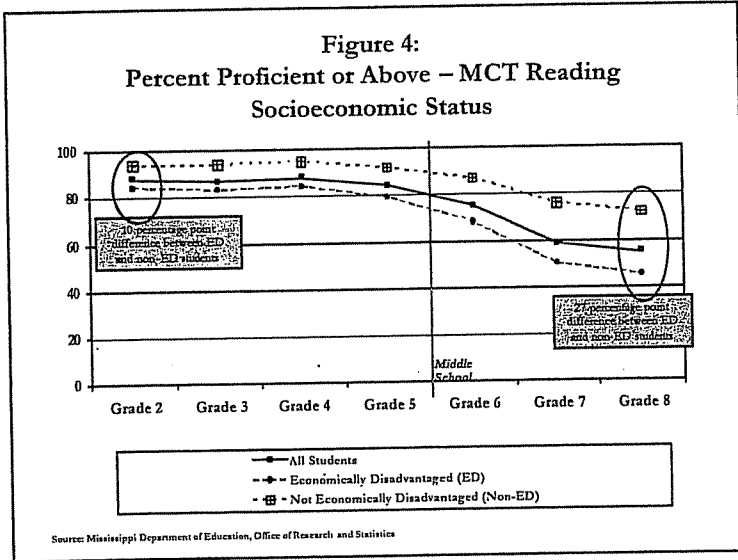 Figure 4:
Percent Proficient or Above – MCT Reading
Socioeconomic Status
100
80
60
40
20
0
10 percentage point
difference between ED
and non-ED students
27 percentage point
difference between ED
and non-ED students
Middle
School
Grade 2 Grade 3 Grade 4 Grade 5 Grade 6 Grade 7 Grade 8
All Students
Economically Disadvantaged (ED)
Not Economically Disadvantaged (Non-ED)
Source: Mississippi Department of Education, Office of Research and Statistics